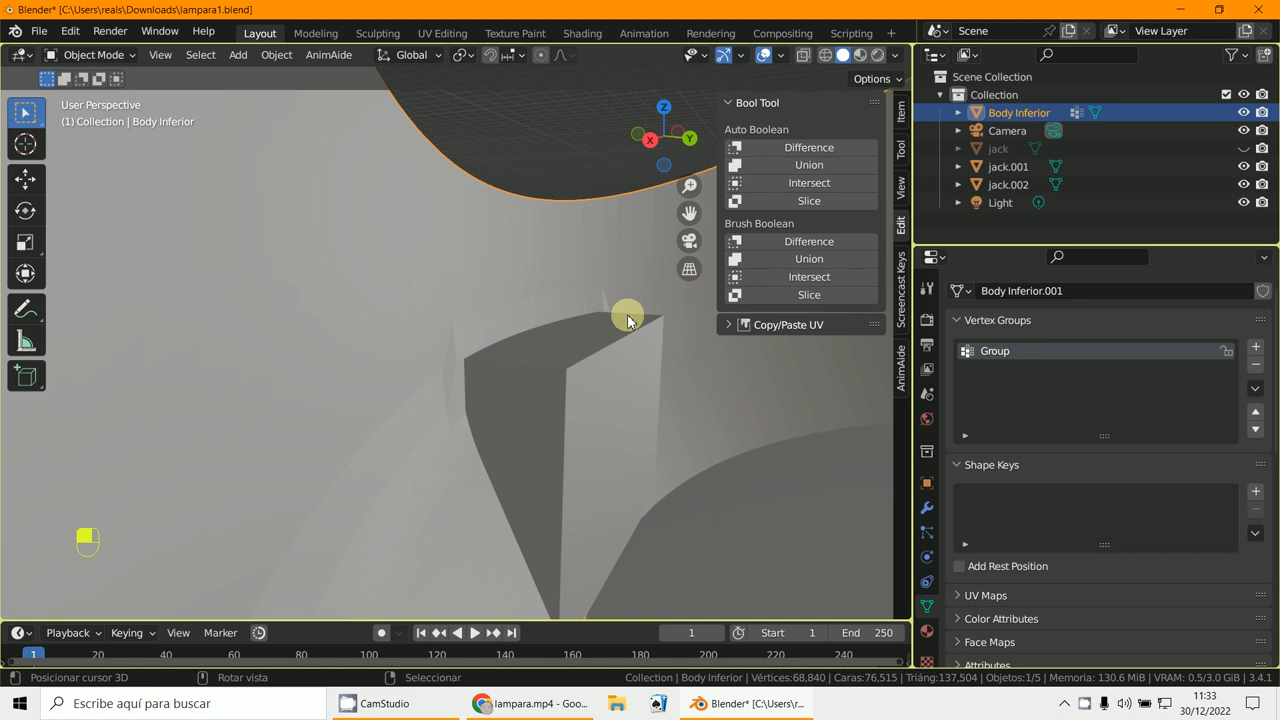 Blender* [C:\Users\reals\Downloads\lampara1.blend]
File Edit Render Window Help
Layout Modeling Sculpting UV Editing Texture Paint Shading Animation Rendering Compositing Scripting
Scene View Layer
Object Mode View Select Add Object AnimAide Global
Options
User Perspective
(1) Collection | Body Inferior
Z
X
Y
Bool Tool
Auto Boolean
Difference
Union
Intersect
Slice
Brush Boolean
Difference
Union
Intersect
Slice
Copy/Paste UV
Item
Tool
View
Edit
Screencast Keys
AnimAide
Scene Collection
Collection
Body Inferior
Camera
jack
jack.001
jack.002
Light
Body Inferior.001
Vertex Groups
Group
Shape Keys
Add Rest Position
UV Maps
Color Attributes
Face Maps
Attributes
Playback Keying View Marker 1 Start 1 End 250
1 20 40 60 80 100 120 140 160 180 200 220 240
Posicionar cursor 3D Rotar vista Seleccionar Collection | Body Inferior | Vértices:68,840 | Caras:76,515 | Triáng:137,504 | Objetos:1/5 | Memoria: 130.6 MiB | VRAM: 0.5/3.0 GiB | 3.4.1
Escribe aquí para buscar CamStudio lampara.mp4 - Goo... Blender* [C:\Users\r...
11:33
30/12/2022